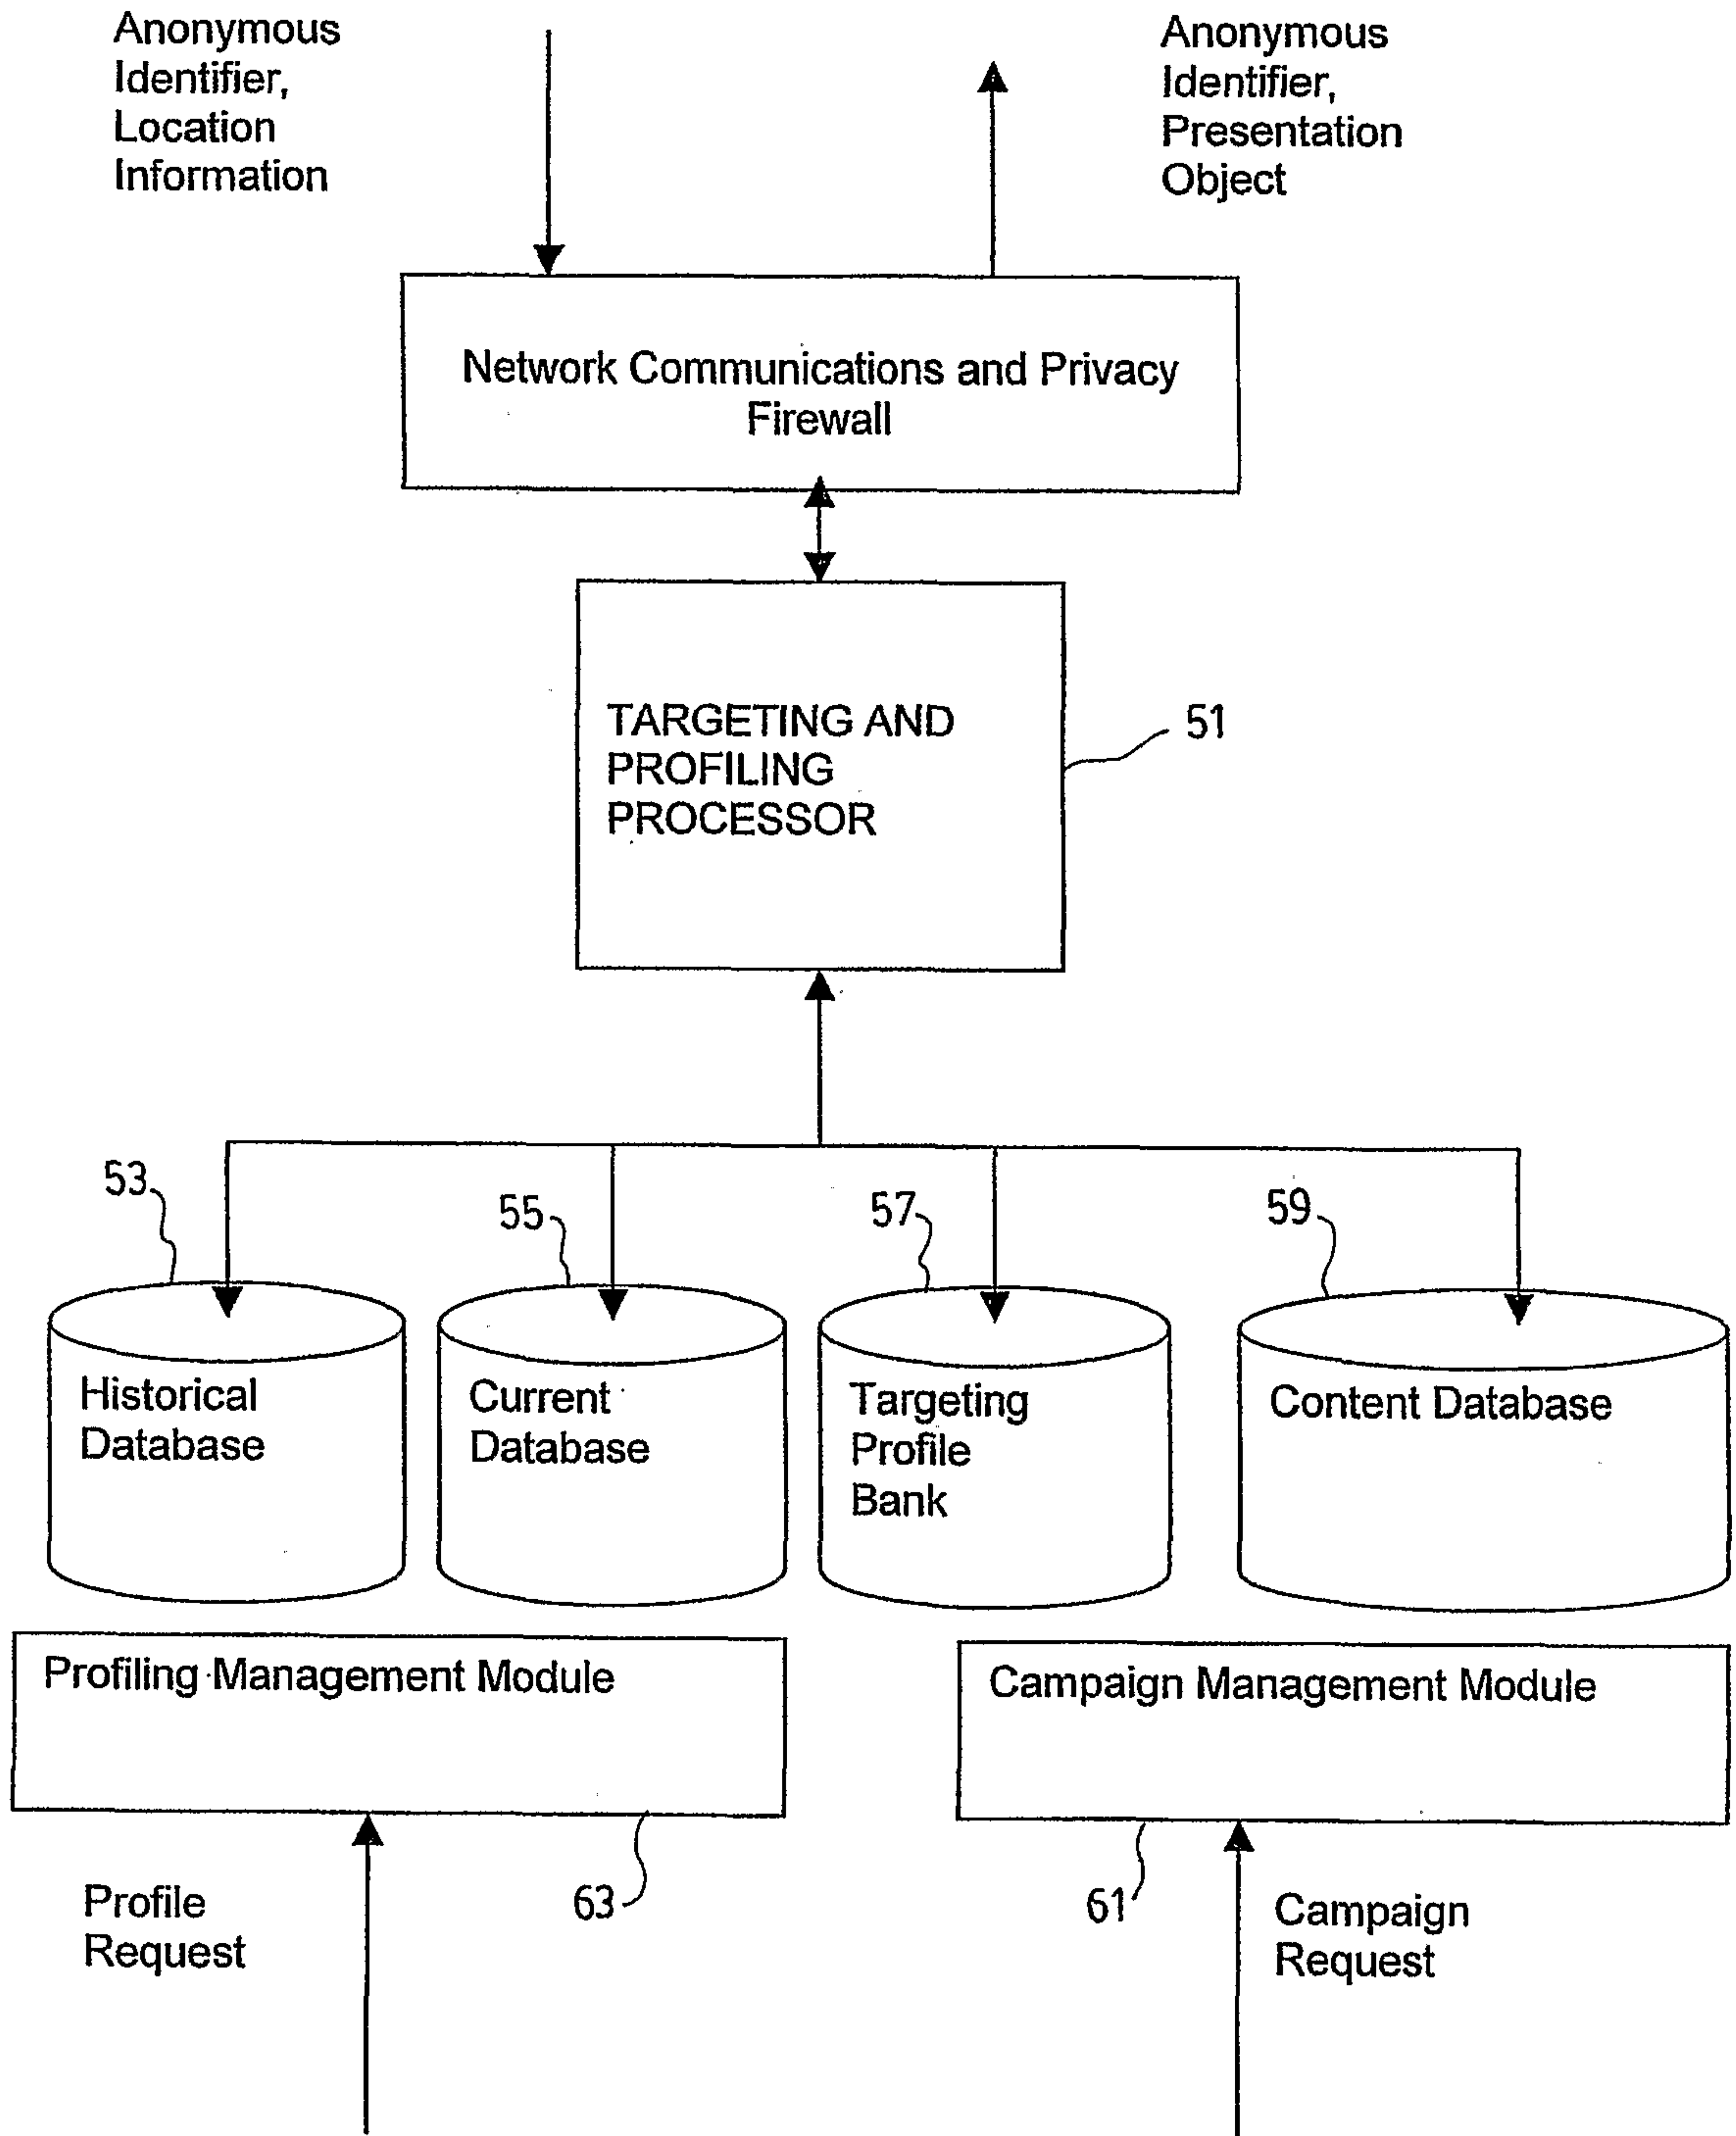 Anonymous
Identifier,
Location
Information
Anonymous
Identifier,
Presentation
Object
Network Communications and Privacy
Firewall
TARGETING AND
PROFILING
PROCESSOR
51
53
55
57
59
Historical
Database
Current
Database
Targeting
Profile
Bank
Content Database
Profiling Management Module
Campaign Management Module
63
61
Profile
Request
Campaign
Request